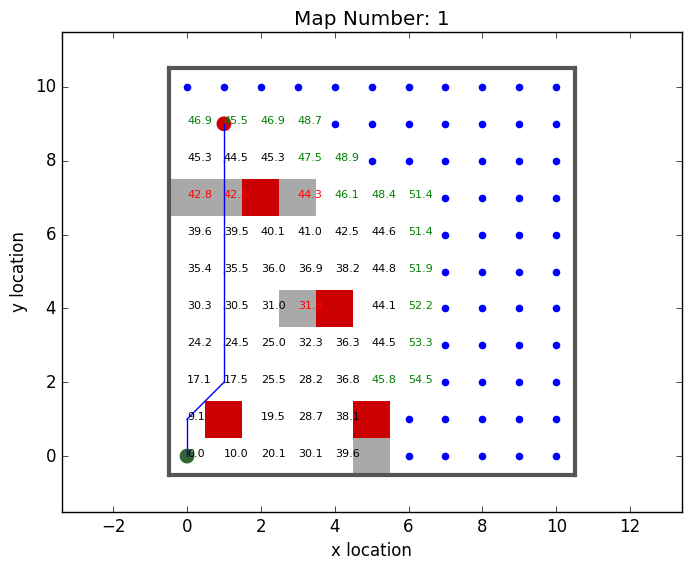 Map Number: 1
10
46.9 45.5 46.9 48.7
8
45.3 44.5 45.3 47.5 48.9
42.8 44.3 46.1 48.4 51.4
6
39.6 39.5 40.1 41.0 42.5 44.6 51.4
35.4 35.5 36.0 36.9 38.2 44.8 51.9
4
30.3 30.5 31.0 44.1 52.2
24.2 24.5 25.0 32.3 36.3 44.5 53.3
2
17.1 17.5 25.5 28.2 36.8 45.8 54.5
9.1 19.5 28.7 38.1
0
0.0 10.0 20.1 30.1 39.6
−2 0 2 4 6 8 10 12
x location
y location